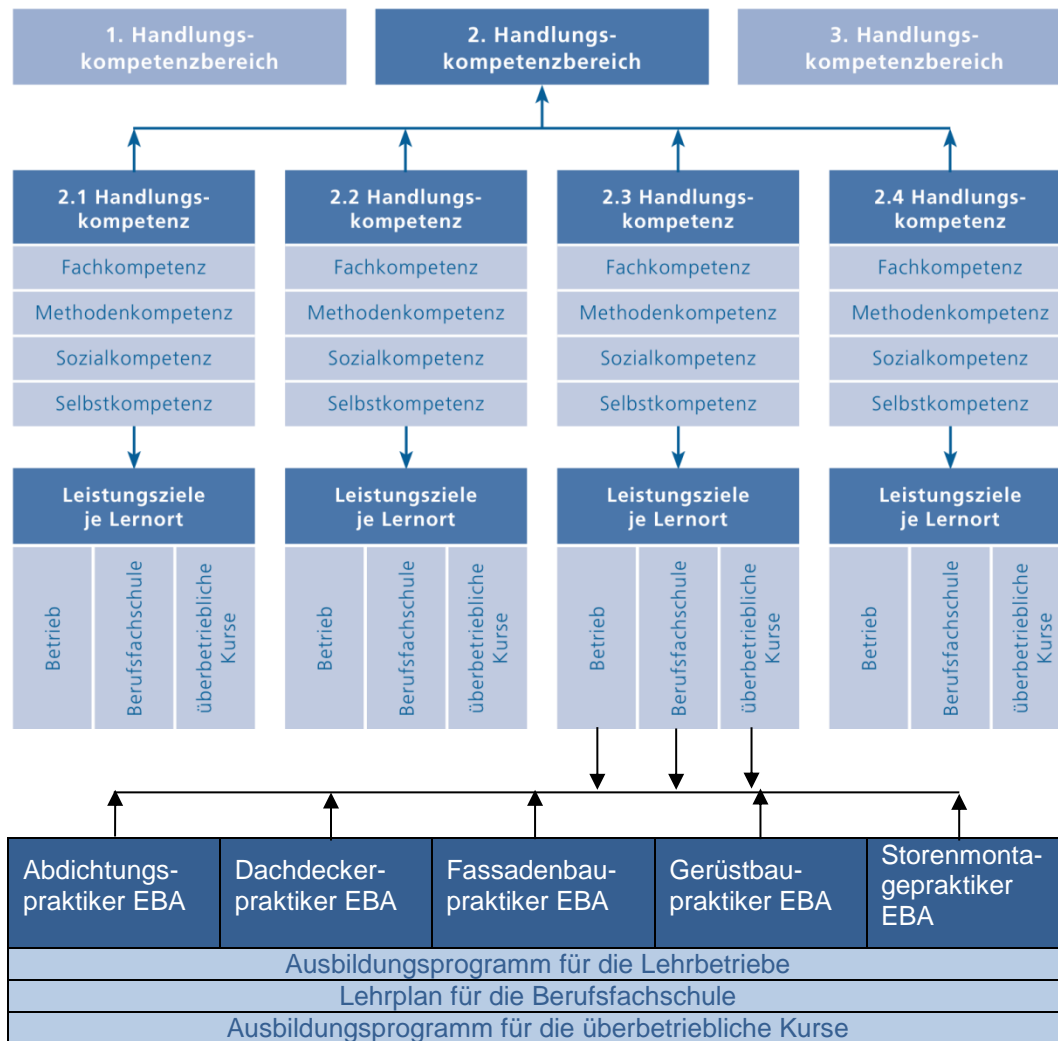 1. Handlungs-
kompetenzbereich
2. Handlungs-
kompetenzbereich
3. Handlungs-
kompetenzbereich
2.1 Handlungs-
kompetenz
Fachkompetenz
Methodenkompetenz
Sozialkompetenz
Selbstkompetenz
Leistungsziele
je Lernort
Betrieb
Berufsfachschule
überbetriebliche
Kurse
2.2 Handlungs-
kompetenz
Fachkompetenz
Methodenkompetenz
Sozialkompetenz
Selbstkompetenz
Leistungsziele
je Lernort
Betrieb
Berufsfachschule
überbetriebliche
Kurse
2.3 Handlungs-
kompetenz
Fachkompetenz
Methodenkompetenz
Sozialkompetenz
Selbstkompetenz
Leistungsziele
je Lernort
Betrieb
Berufsfachschule
überbetriebliche
Kurse
2.4 Handlungs-
kompetenz
Fachkompetenz
Methodenkompetenz
Sozialkompetenz
Selbstkompetenz
Leistungsziele
je Lernort
Betrieb
Berufsfachschule
überbetriebliche
Kurse
Abdichtungs-
praktiker EBA
Dachdecker-
praktiker EBA
Fassadenbau-
praktiker EBA
Gerüstbau-
praktiker EBA
Storenmonta-
gepraktiker
EBA
Ausbildungsprogramm für die Lehrbetriebe
Lehrplan für die Berufsfachschule
Ausbildungsprogramm für die überbetriebliche Kurse